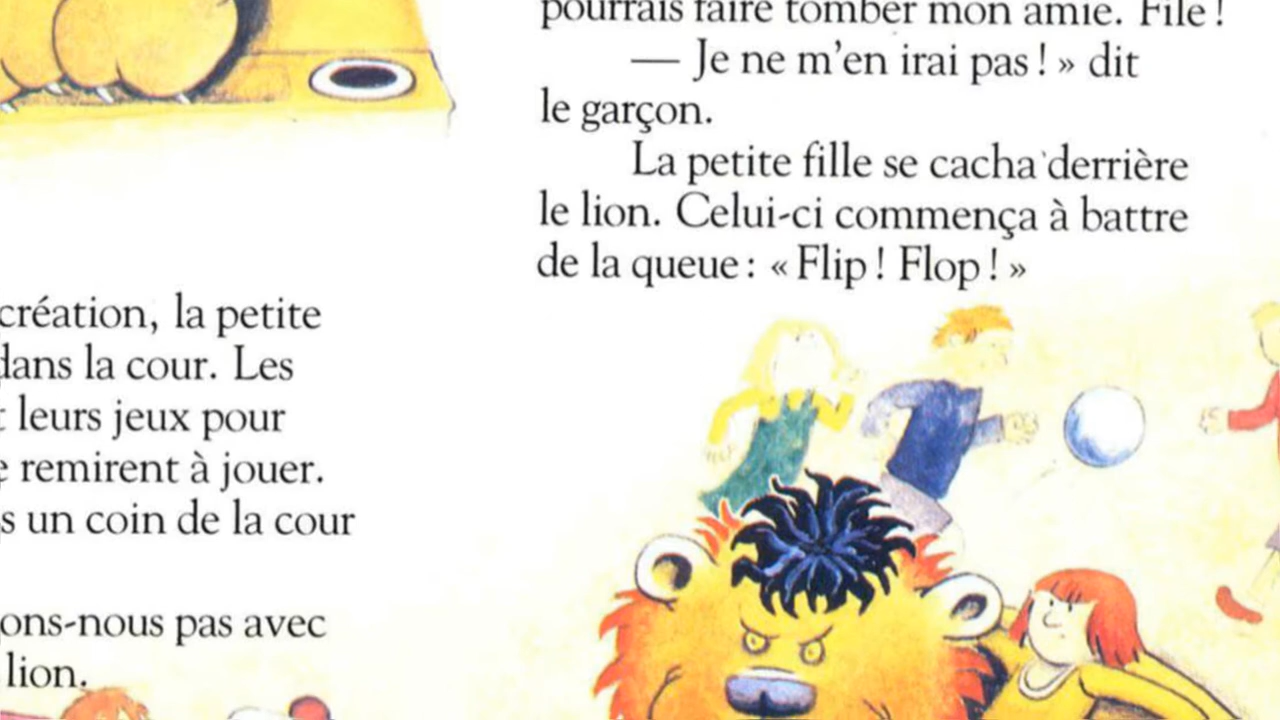 création, la petite
dans la cour. Les
leurs jeux pour
remirent à jouer.
un coin de la cour
ons-nous pas avec
lion.
pourrais faire tomber mon amie. File !
— Je ne m'en irai pas ! » dit
le garçon.
La petite fille se cacha derrière
le lion. Celui-ci commença à battre
de la queue : « Flip ! Flop ! »